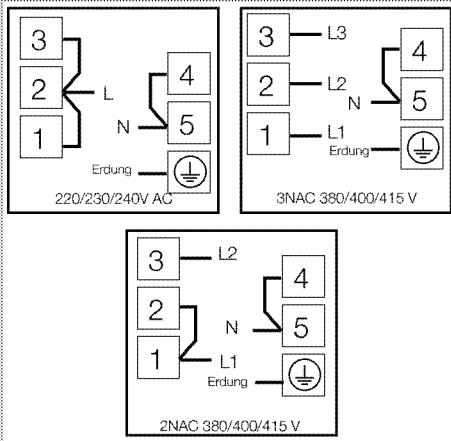 3
2
L
1
4
N
5
Erdung
220/230/240V AC
3
L3
2
L2
1
L1
4
N
5
Erdung
3NAC 380/400/415 V
3
L2
2
1
L1
4
N
5
Erdung
2NAC 380/400/415 V